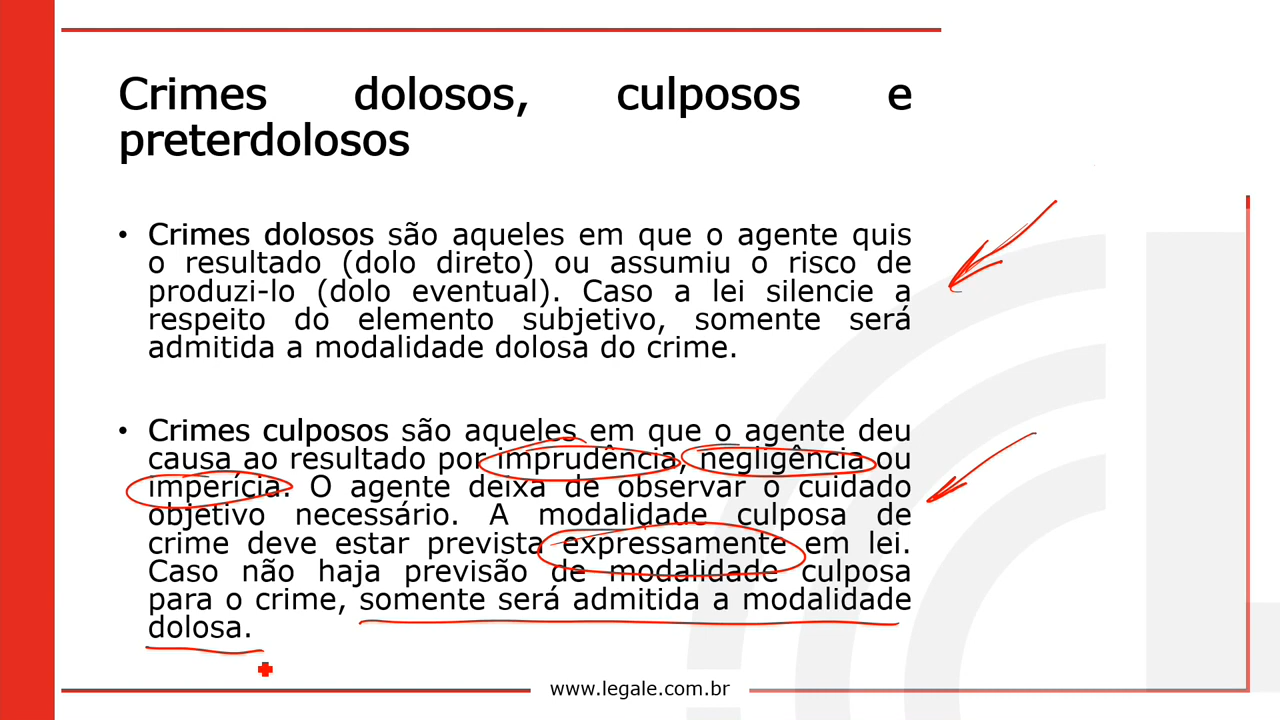 Crimes dolosos, culposos e
preterdolosos
• Crimes dolosos são aqueles em que o agente quis
o resultado (dolo direto) ou assumiu o risco de
produzi-lo (dolo eventual). Caso a lei silencie a
respeito do elemento subjetivo, somente será
admitida a modalidade dolosa do crime.
• Crimes culposos são aqueles em que o agente deu
causa ao resultado por imprudência, negligência ou
imperícia. O agente deixa de observar o cuidado
objetivo necessário. A modalidade culposa de
crime deve estar prevista expressamente em lei.
Caso não haja previsão de modalidade culposa
para o crime, somente será admitida a modalidade
dolosa.
www.legale.com.br